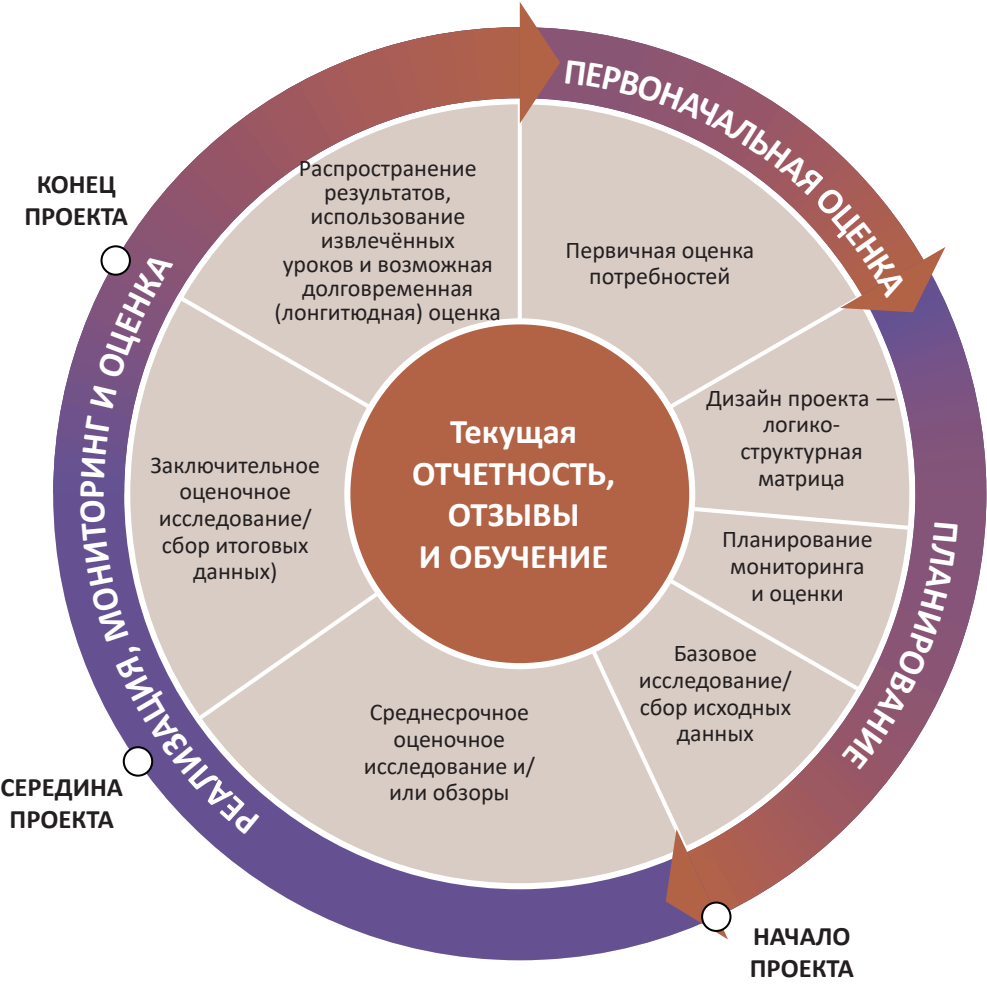 ПЕРВОНАЧАЛЬНАЯ ОЦЕНКА
Первичная оценка
потребностей
ПЛАНИРОВАНИЕ
Дизайн проекта —
логико-
структурная
матрица
Планирование
мониторинга
и оценки
Базовое
исследование/
сбор исходных
данных
НАЧАЛО
ПРОЕКТА
РЕАЛИЗАЦИЯ, МОНИТОРИНГ И ОЦЕНКА
Среднесрочное
оценочное
исследование и/
или обзоры
СЕРЕДИНА
ПРОЕКТА
Заключительное
оценочное
исследование/
сбор итоговых
данных)
КОНЕЦ
ПРОЕКТА
Распространение
результатов,
использование
извлечённых
уроков и возможная
долговременная
(лонгитюдная) оценка
Текущая
ОТЧЕТНОСТЬ,
ОТЗЫВЫ
И ОБУЧЕНИЕ